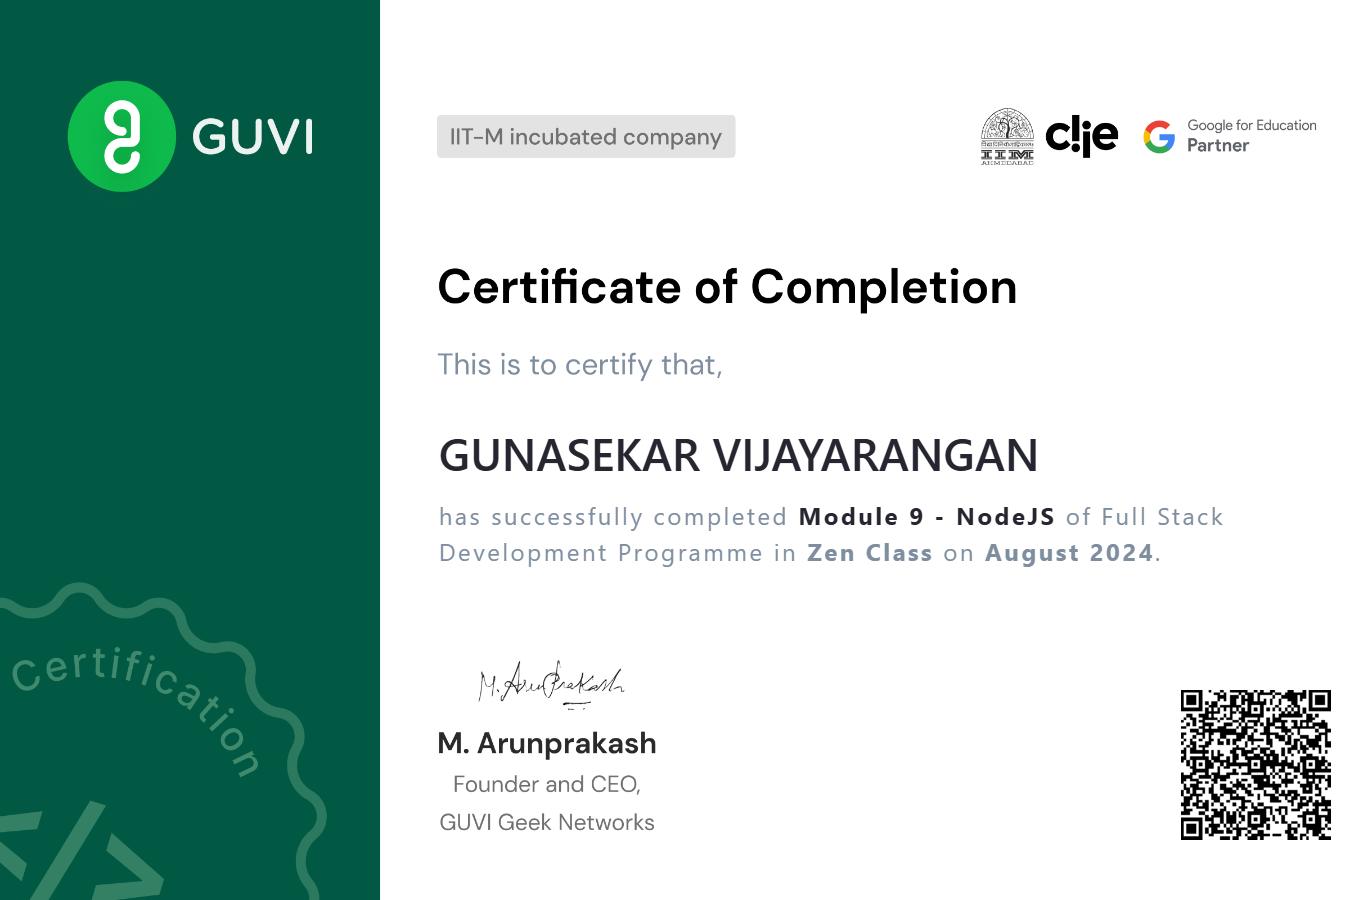 GUVI
IIT-M incubated company
IIM
AHMEDABAD
c!ie
Google for Education
Partner
Certificate of Completion
This is to certify that,
GUNASEKAR VIJAYARANGAN
has successfully completed Module 9 - NodeJS of Full Stack
Development Programme in Zen Class on August 2024.
M. ArunPrakash
M. Arunprakash
Founder and CEO,
GUVI Geek Networks
Certification
</>